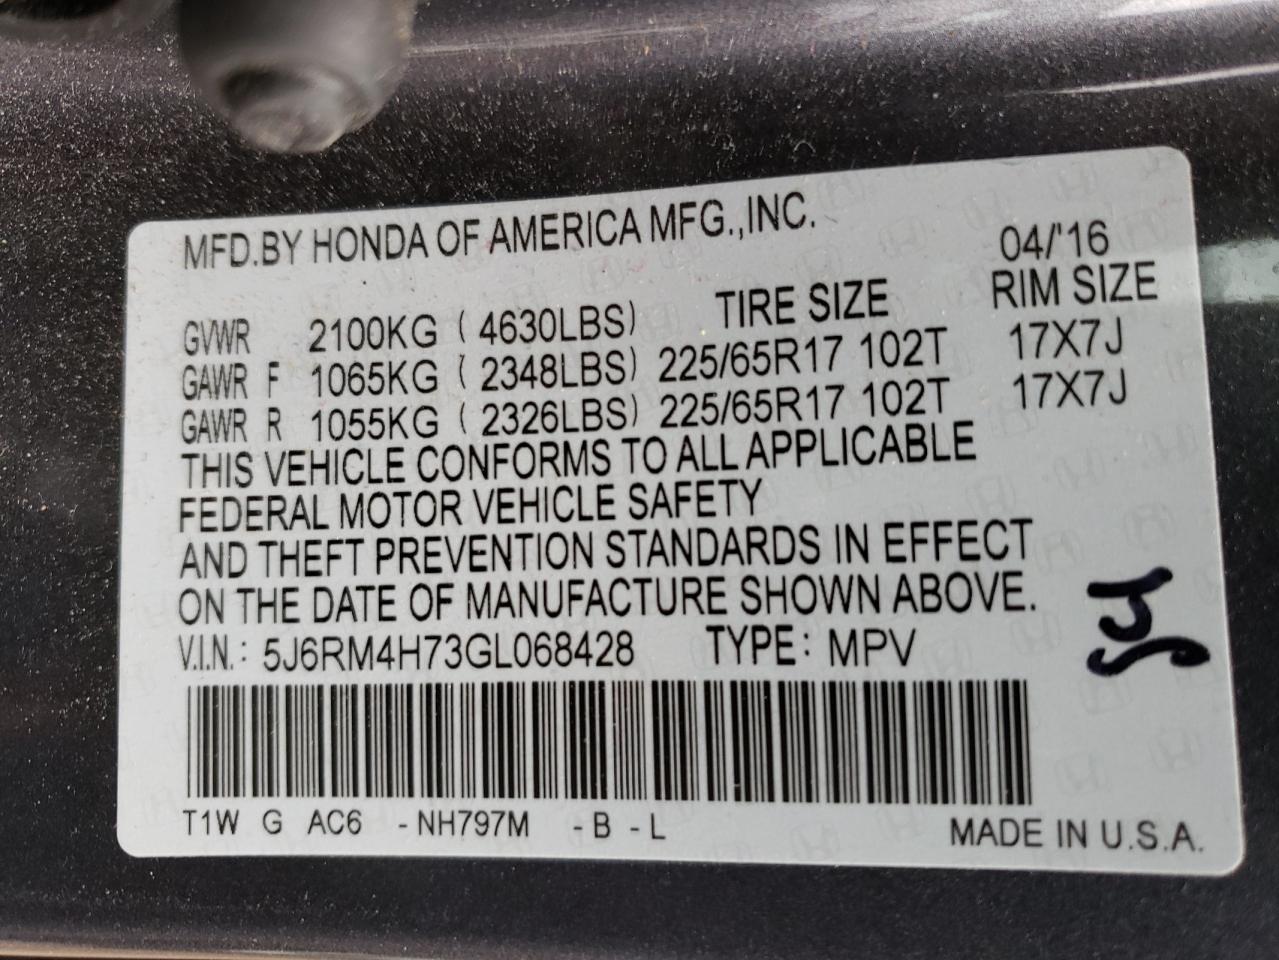 MFD.BY HONDA OF AMERICA MFG.,INC.
04/'16
TIRE SIZE RIM SIZE
GVWR 2100KG ( 4630LBS)
GAWR F 1065KG ( 2348LBS) 225/65R17 102T 17X7J
GAWR R 1055KG ( 2326LBS) 225/65R17 102T 17X7J
THIS VEHICLE CONFORMS TO ALL APPLICABLE
FEDERAL MOTOR VEHICLE SAFETY
AND THEFT PREVENTION STANDARDS IN EFFECT
ON THE DATE OF MANUFACTURE SHOWN ABOVE.
V.I.N.: 5J6RM4H73GL068428 TYPE: MPV
T1W G AC6 -NH797M -B -L MADE IN U.S.A.